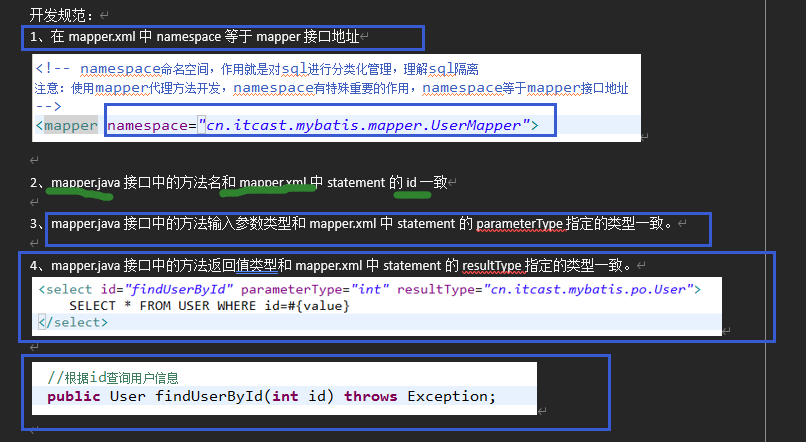 开发规范：
1、在 mapper.xml 中 namespace 等于 mapper 接口地址
<!-- namespace命名空间，作用就是对sql进行分类化管理，理解sql隔离
注意：使用mapper代理方法开发，namespace有特殊重要的作用，namespace等于mapper接口地址
-->
<mapper namespace="cn.itcast.mybatis.mapper.UserMapper">
2、mapper.java 接口中的方法名和 mapper.xml 中 statement 的 id 一致
3、mapper.java 接口中的方法输入参数类型和 mapper.xml 中 statement 的 parameterType 指定的类型一致。
4、mapper.java 接口中的方法返回值类型和 mapper.xml 中 statement 的 resultType 指定的类型一致。
<select id="findUserById" parameterType="int" resultType="cn.itcast.mybatis.po.User">
SELECT * FROM USER WHERE id=#{value}
</select>
//根据id查询用户信息
public User findUserById(int id) throws Exception;